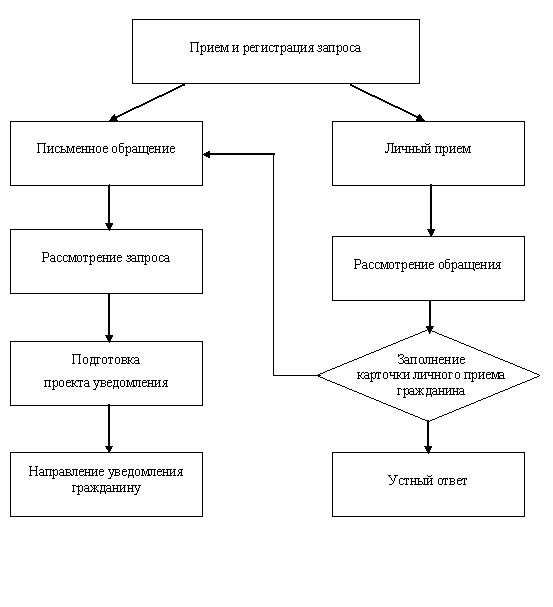 Прием и регистрация запроса
Письменное обращение
Личный прием
Рассмотрение запроса
Рассмотрение обращения
Подготовка
проекта уведомления
Заполнение
карточки личного приема
гражданина
Направление уведомления
гражданину
Устный ответ